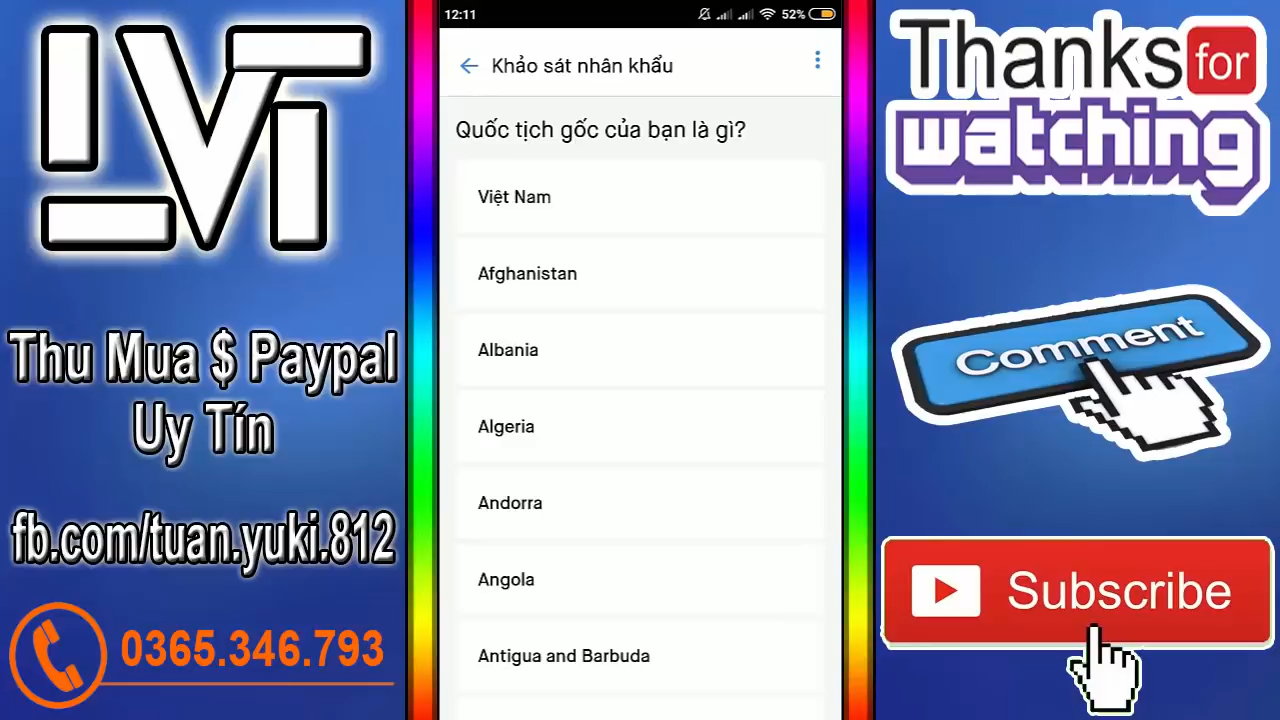 LVT
Thu Mua $ Paypal
Uy Tín
fb.com/tuan.yuki.812
0365.346.793
12:11
52%
Khảo sát nhân khẩu
Quốc tịch gốc của bạn là gì?
Việt Nam
Afghanistan
Albania
Algeria
Andorra
Angola
Antigua and Barbuda
Thanks for
watching
Comment
Subscribe